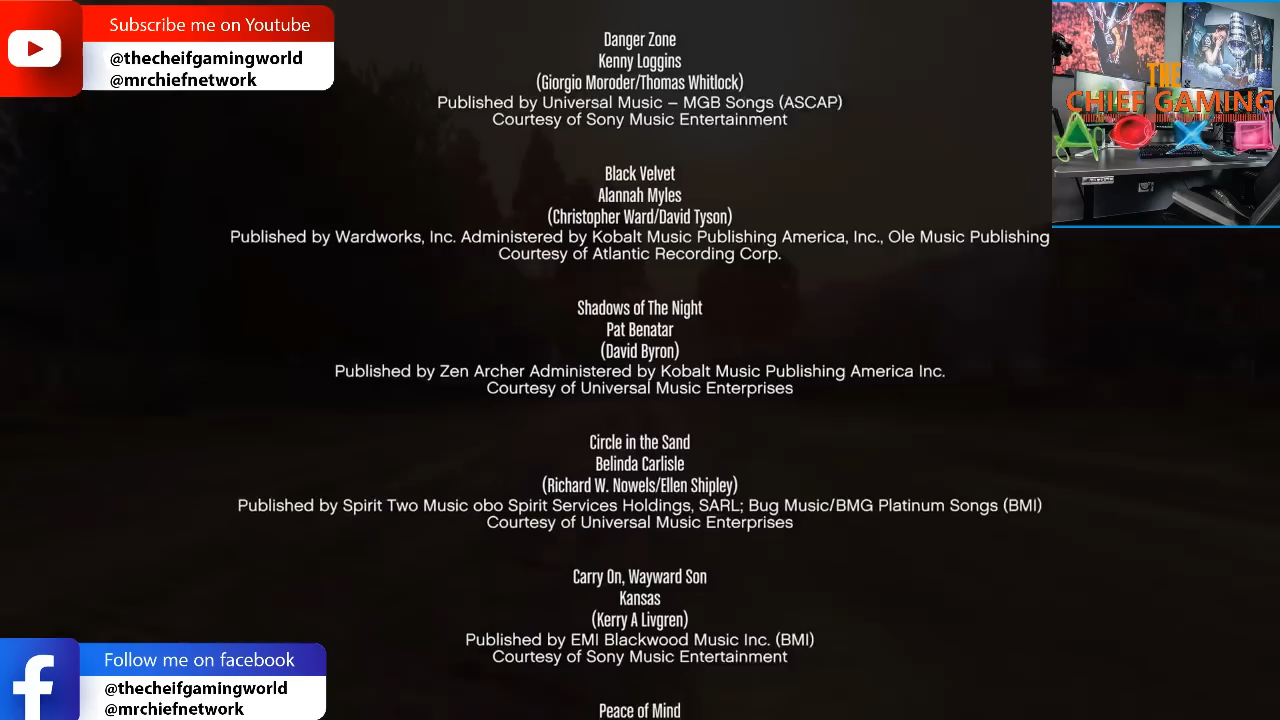 Subscribe me on Youtube
@thecheifgamingworld
@mrchiefnetwork
THE
CHIEF GAMING
Danger Zone
Kenny Loggins
(Giorgio Moroder/Thomas Whitlock)
Published by Universal Music – MGB Songs (ASCAP)
Courtesy of Sony Music Entertainment
Black Velvet
Alannah Myles
(Christopher Ward/David Tyson)
Published by Wardworks, Inc. Administered by Kobalt Music Publishing America, Inc., Ole Music Publishing
Courtesy of Atlantic Recording Corp.
Shadows of The Night
Pat Benatar
(David Byron)
Published by Zen Archer Administered by Kobalt Music Publishing America Inc.
Courtesy of Universal Music Enterprises
Circle in the Sand
Belinda Carlisle
(Richard W. Nowels/Ellen Shipley)
Published by Spirit Two Music obo Spirit Services Holdings, SARL; Bug Music/BMG Platinum Songs (BMI)
Courtesy of Universal Music Enterprises
Carry On, Wayward Son
Kansas
(Kerry A Livgren)
Published by EMI Blackwood Music Inc. (BMI)
Courtesy of Sony Music Entertainment
Peace of Mind
Follow me on facebook
@thecheifgamingworld
@mrchiefnetwork